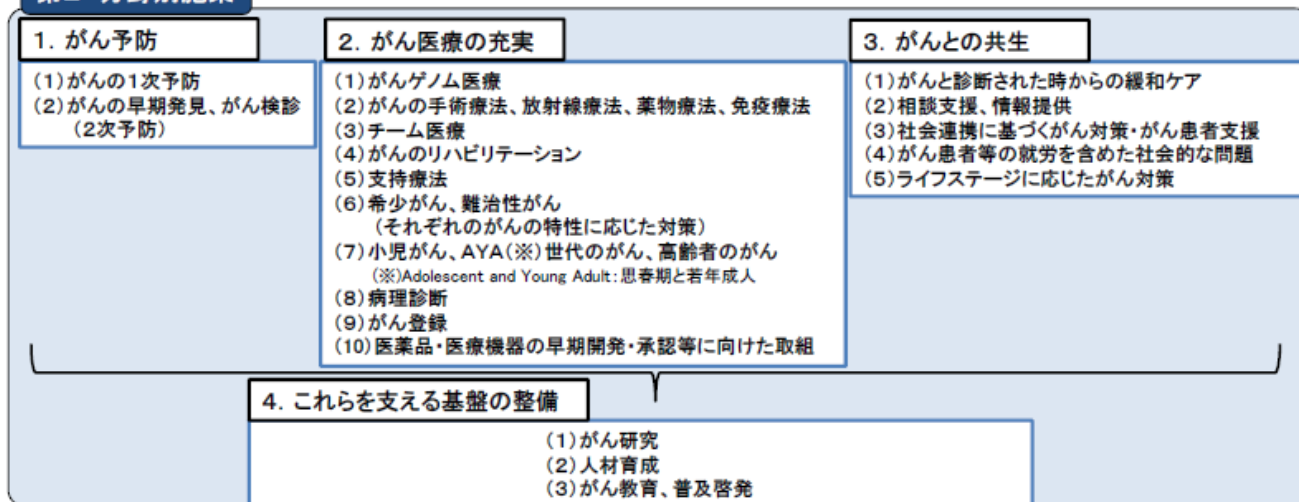 1. がん予防
(1)がんの1次予防
(2)がんの早期発見、がん検診
(2次予防)
2. がん医療の充実
(1)がんゲノム医療
(2)がんの手術療法、放射線療法、薬物療法、免疫療法
(3)チーム医療
(4)がんのリハビリテーション
(5)支持療法
(6)希少がん、難治性がん
(それぞれのがんの特性に応じた対策)
(7)小児がん、AYA(※)世代のがん、高齢者のがん
(※)Adolescent and Young Adult:思春期と若年成人
(8)病理診断
(9)がん登録
(10)医薬品・医療機器の早期開発・承認等に向けた取組
3. がんとの共生
(1)がんと診断された時からの緩和ケア
(2)相談支援、情報提供
(3)社会連携に基づくがん対策・がん患者支援
(4)がん患者等の就労を含めた社会的な問題
(5)ライフステージに応じたがん対策
4. これらを支える基盤の整備
(1)がん研究
(2)人材育成
(3)がん教育、普及啓発